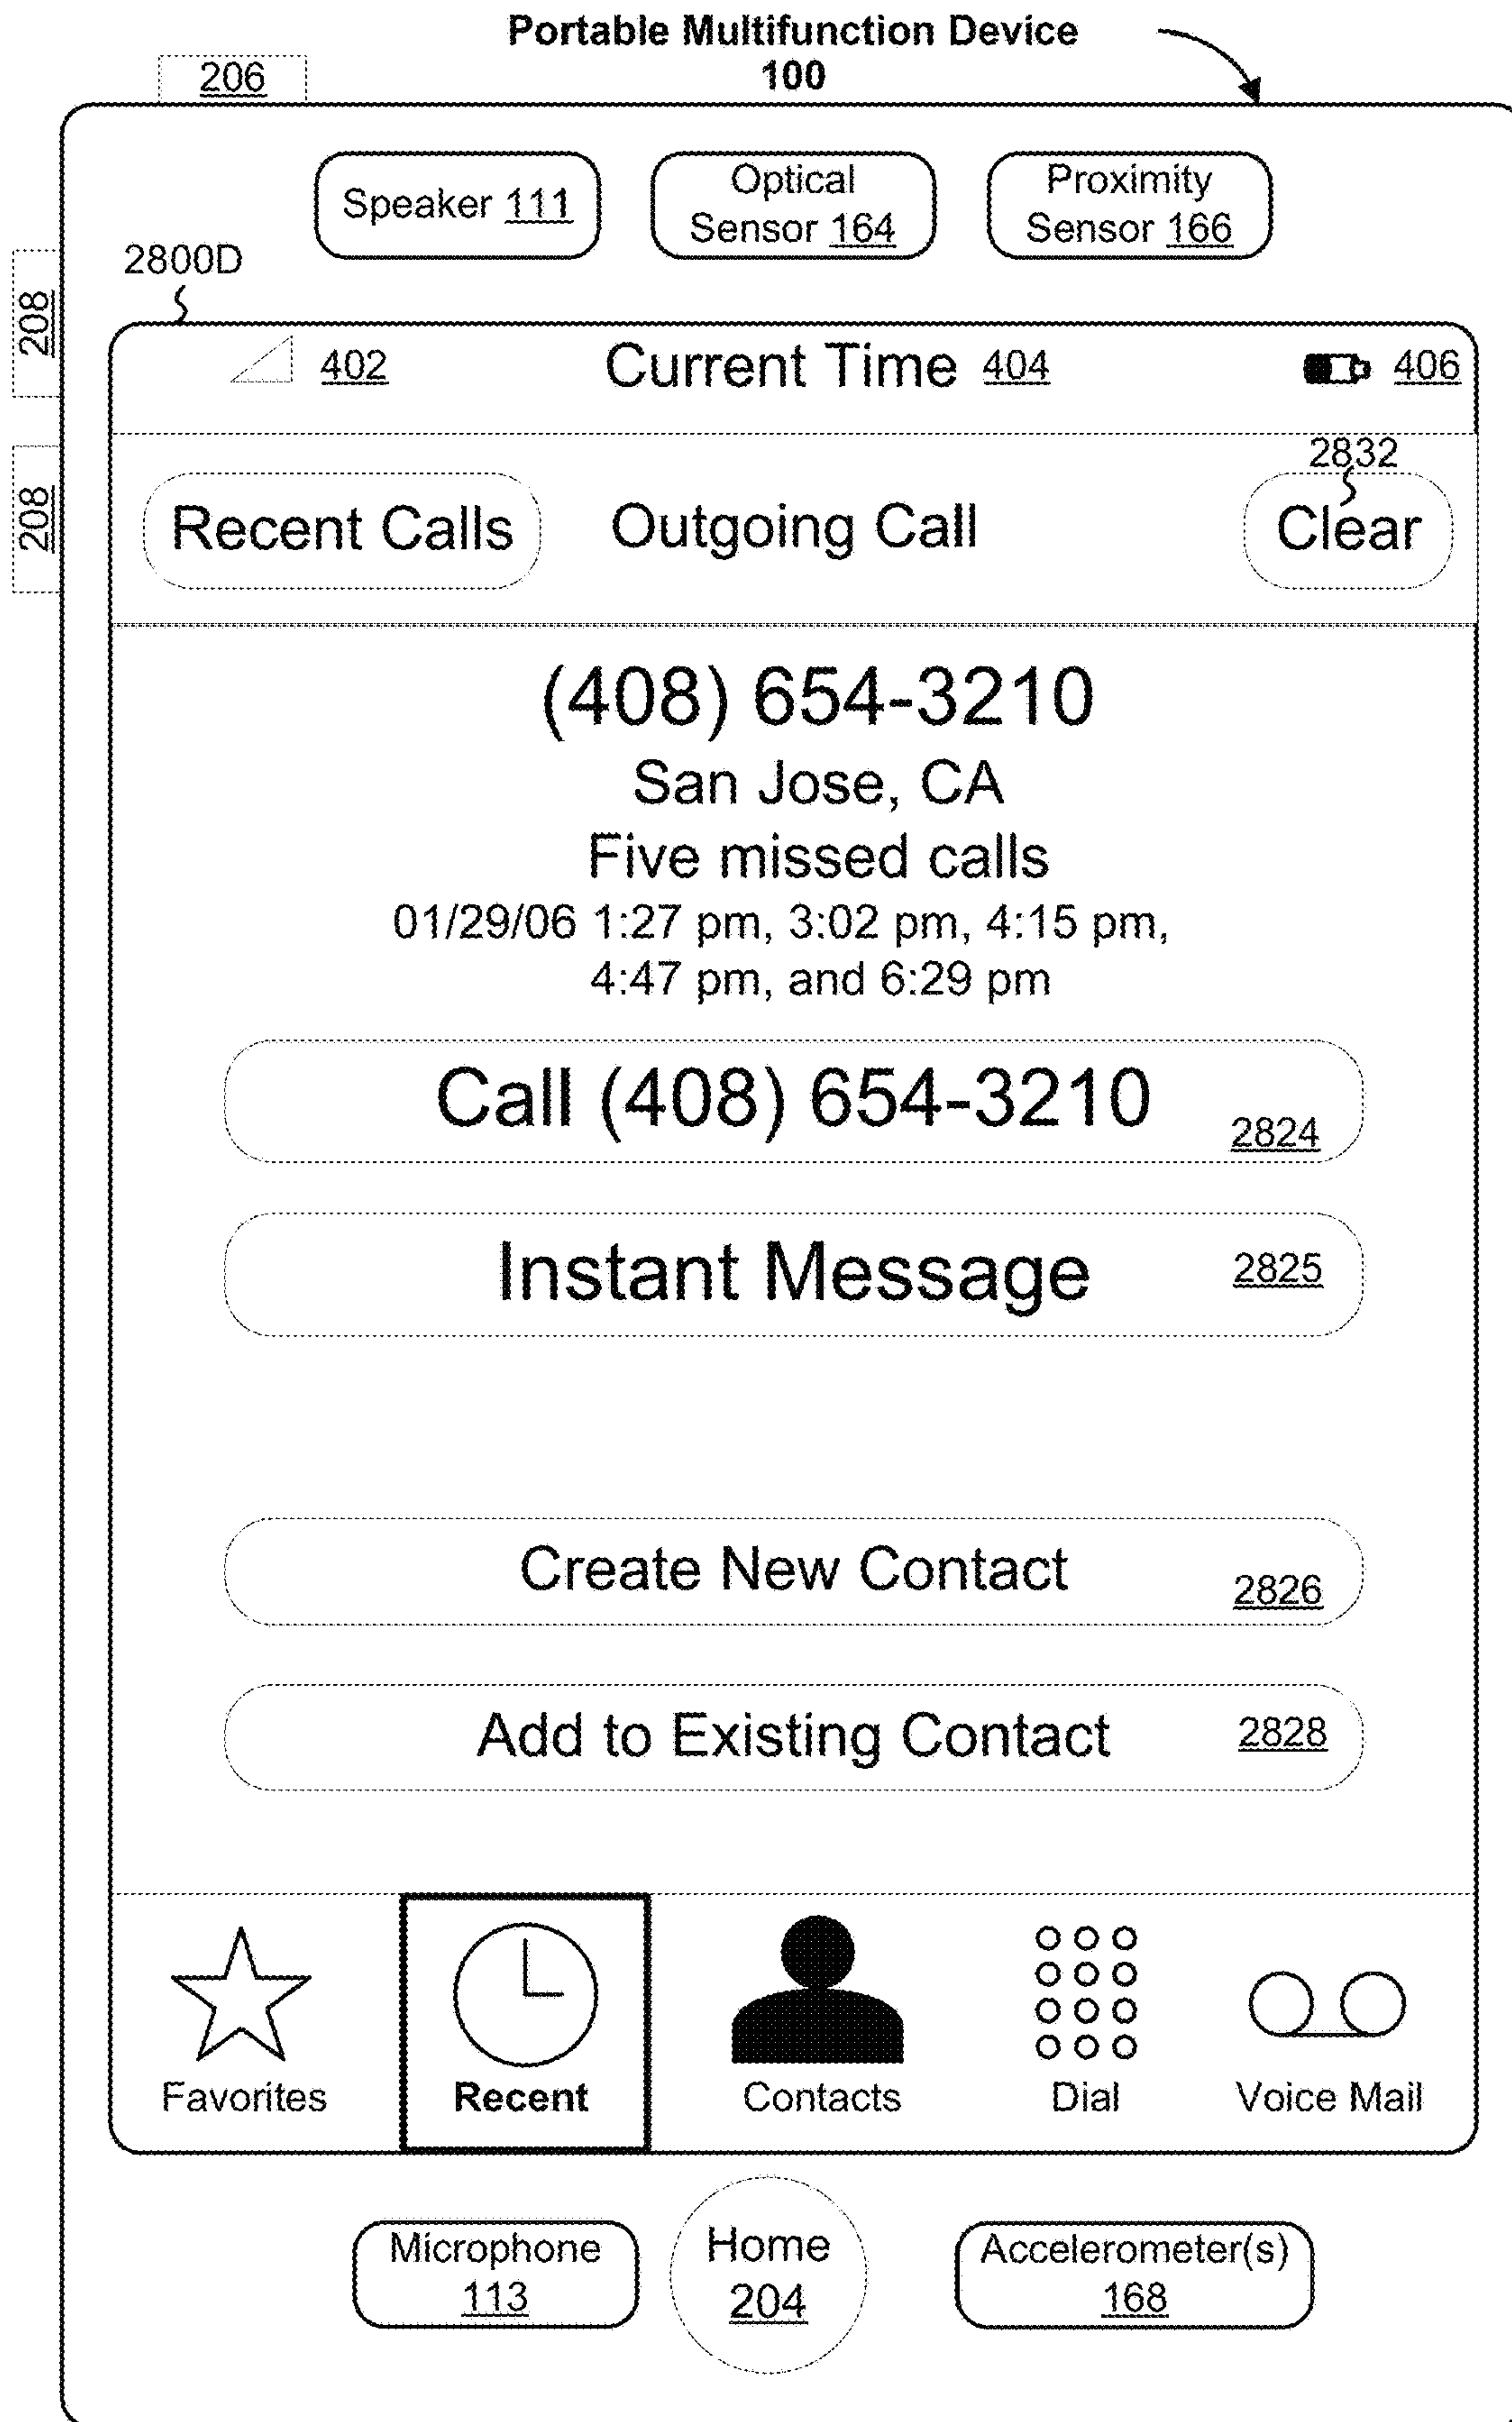 Portable Multifunction Device
100
206
Speaker 111
Optical
Sensor 164
Proximity
Sensor 166
2800D
208
402
Current Time 404
406
208
2832
Recent Calls
Outgoing Call
Clear
(408) 654-3210
San Jose, CA
Five missed calls
01/29/06 1:27 pm, 3:02 pm, 4:15 pm,
4:47 pm, and 6:29 pm
Call (408) 654-3210
2824
Instant Message
2825
Create New Contact
2826
Add to Existing Contact
2828
Favorites
Recent
Contacts
Dial
Voice Mail
Microphone
113
Home
204
Accelerometer(s)
168